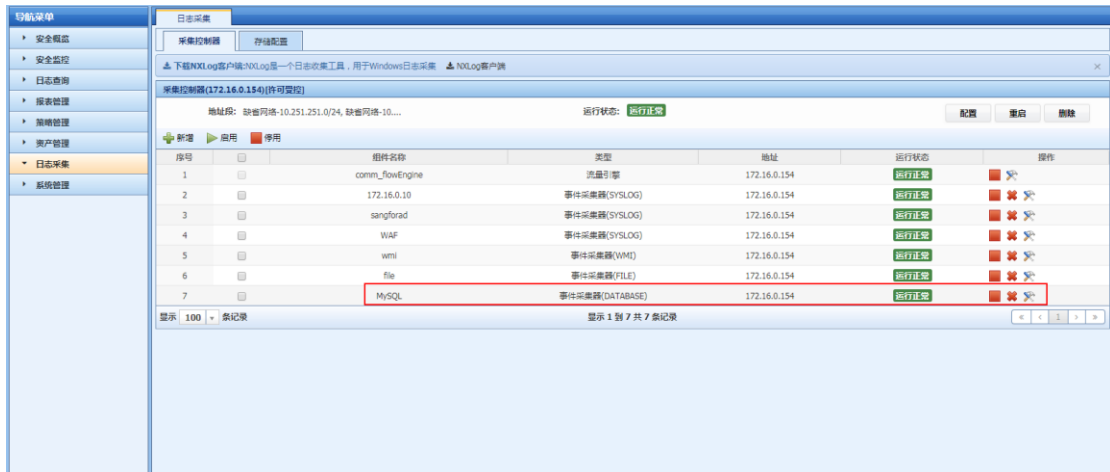 导航菜单
安全概览
安全监控
日志查询
报表管理
策略管理
资产管理
日志采集
系统管理
日志采集
采集控制器 存储配置
下载NXLog客户端:NXLog是一个日志收集工具，用于Windows日志采集 NXLog客户端 ×
采集控制器(172.16.0.154)[许可受控]
地址段: 缺省网络-10.251.251.0/24, 缺省网络-10.... 运行状态: 运行正常 配置 重启 删除
新增 启用 停用
序号 组件名称 类型 地址 运行状态 操作
1 comm_flowEngine 流量引擎 172.16.0.154 运行正常
2 172.16.0.10 事件采集器(SYSLOG) 172.16.0.154 运行正常
3 sangforad 事件采集器(SYSLOG) 172.16.0.154 运行正常
4 WAF 事件采集器(SYSLOG) 172.16.0.154 运行正常
5 wmi 事件采集器(WMI) 172.16.0.154 运行正常
6 file 事件采集器(FILE) 172.16.0.154 运行正常
7 MySQL 事件采集器(DATABASE) 172.16.0.154 运行正常
显示 100 条记录 显示 1 到 7 共 7 条记录 « < 1 > »